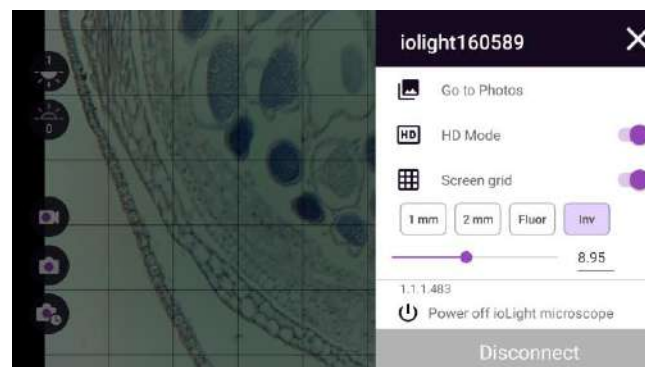 iolight160589
Go to Photos
HD HD Mode
Screen grid
1 mm 2 mm Fluor Inv
8.95
1.1.1.483
Power off ioLight microscope
Disconnect
1
0